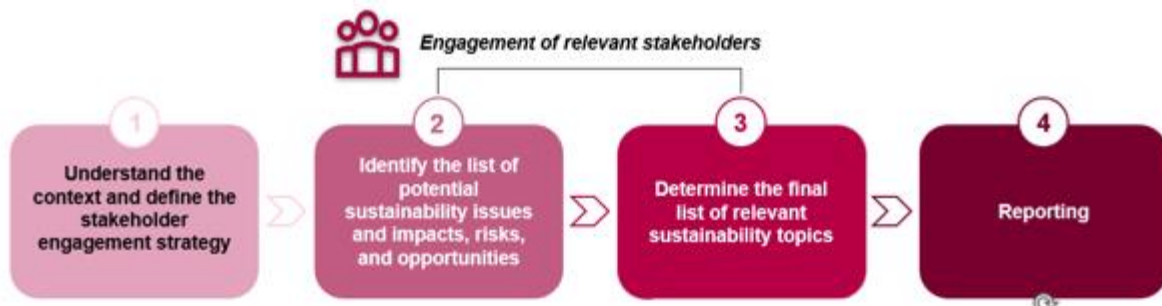 Engagement of relevant stakeholders
1
Understand the
context and define the
stakeholder
engagement strategy
2
Identify the list of
potential
sustainability issues
and impacts, risks,
and opportunities
3
Determine the final
list of relevant
sustainability topics
4
Reporting